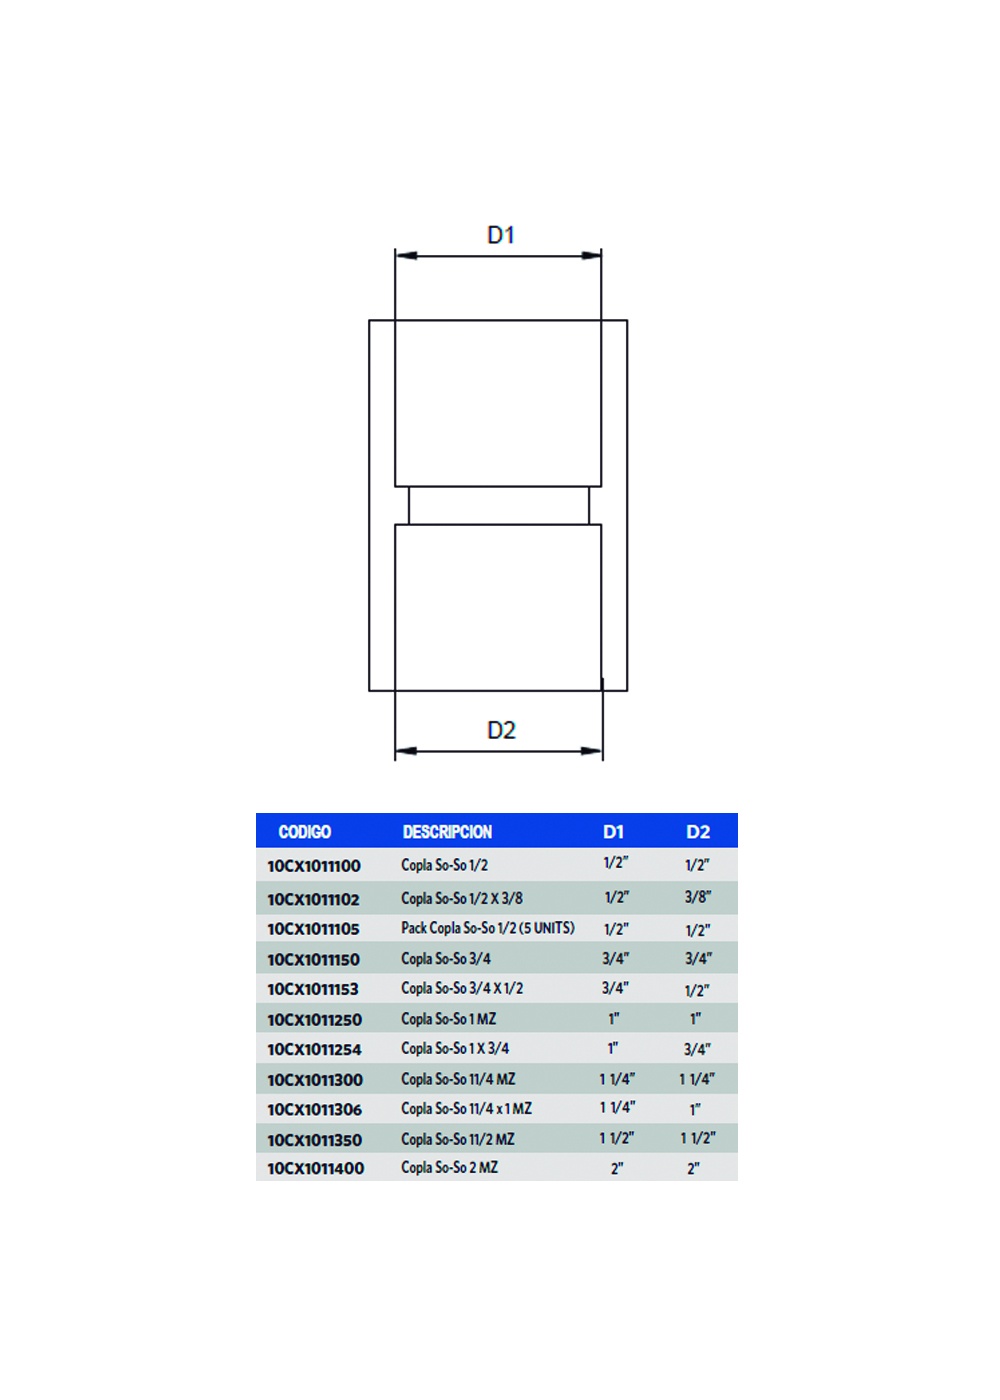 D1
D2
CODIGO DESCRIPCION D1 D2
10CX1011100 Copla So-So 1/2 1/2" 1/2"
10CX1011102 Copla So-So 1/2 X 3/8 1/2" 3/8"
10CX1011105 Pack Copla So-So 1/2 (5 UNITS) 1/2" 1/2"
10CX1011150 Copla So-So 3/4 3/4" 3/4"
10CX1011153 Copla So-So 3/4 X 1/2 3/4" 1/2"
10CX1011250 Copla So-So 1 MZ 1" 1"
10CX1011254 Copla So-So 1 X 3/4 1" 3/4"
10CX1011300 Copla So-So 11/4 MZ 1 1/4" 1 1/4"
10CX1011306 Copla So-So 11/4 x 1 MZ 1 1/4" 1"
10CX1011350 Copla So-So 11/2 MZ 1 1/2" 1 1/2"
10CX1011400 Copla So-So 2 MZ 2" 2"